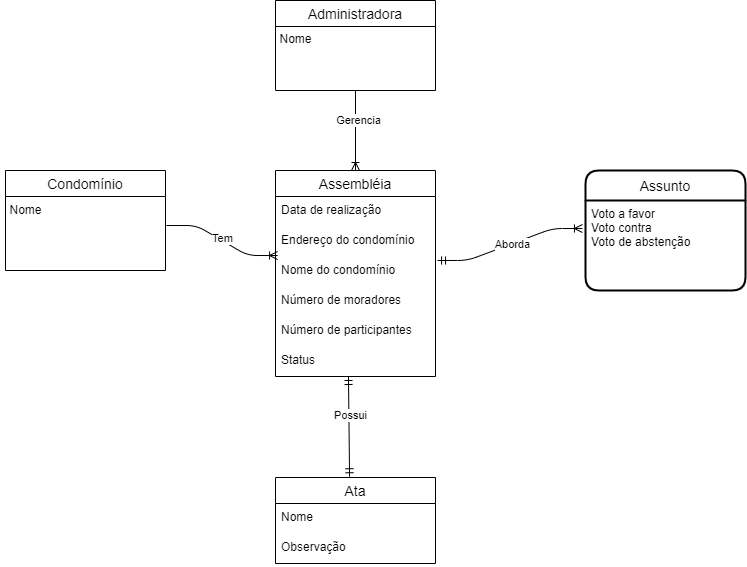 Administradora
Nome
Gerencia
Condomínio
Nome
Tem
Assembléia
Data de realização
Endereço do condomínio
Nome do condomínio
Número de moradores
Número de participantes
Status
Aborda
Assunto
Voto a favor
Voto contra
Voto de abstenção
Possui
Ata
Nome
Observação